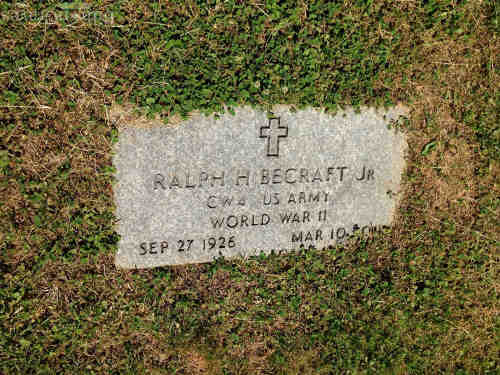 RALPH H BECRAFT JR
CW4 US ARMY
WORLD WAR II
SEP 27 1926 MAR 10